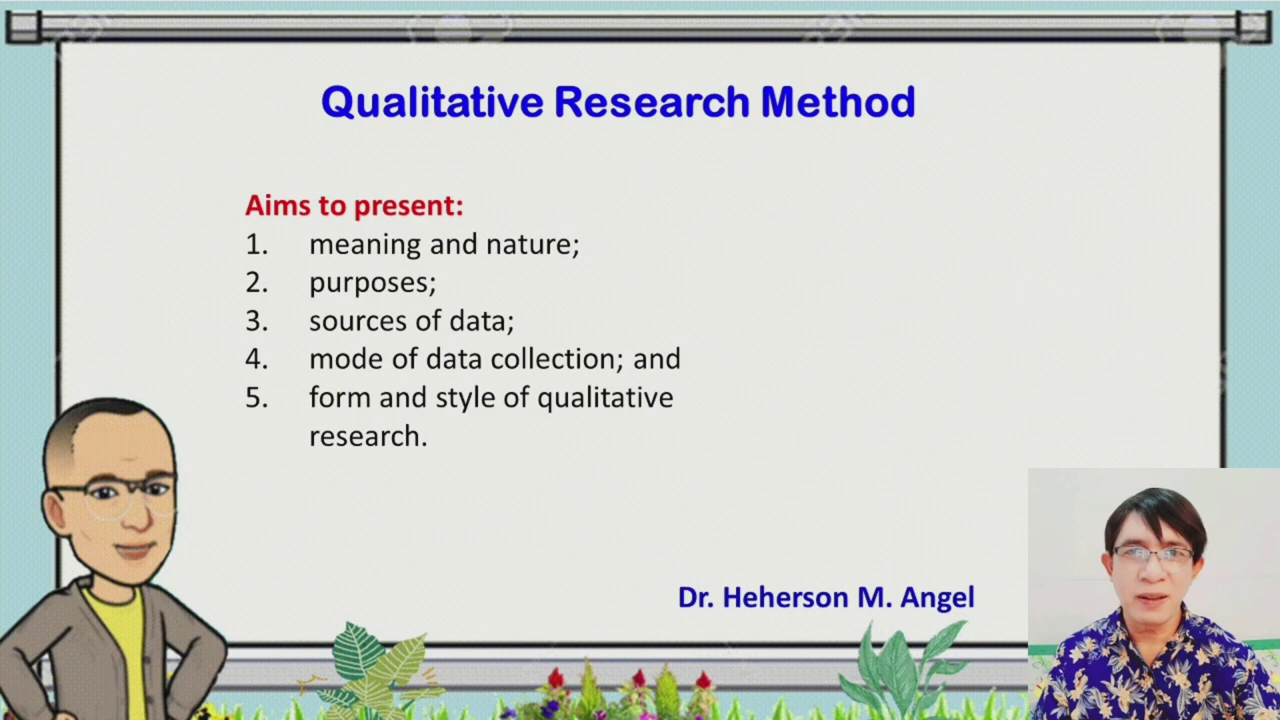 Qualitative Research Method
Aims to present:
1. meaning and nature;
2. purposes;
3. sources of data;
4. mode of data collection; and
5. form and style of qualitative
research.
Dr. Heherson M. Angel